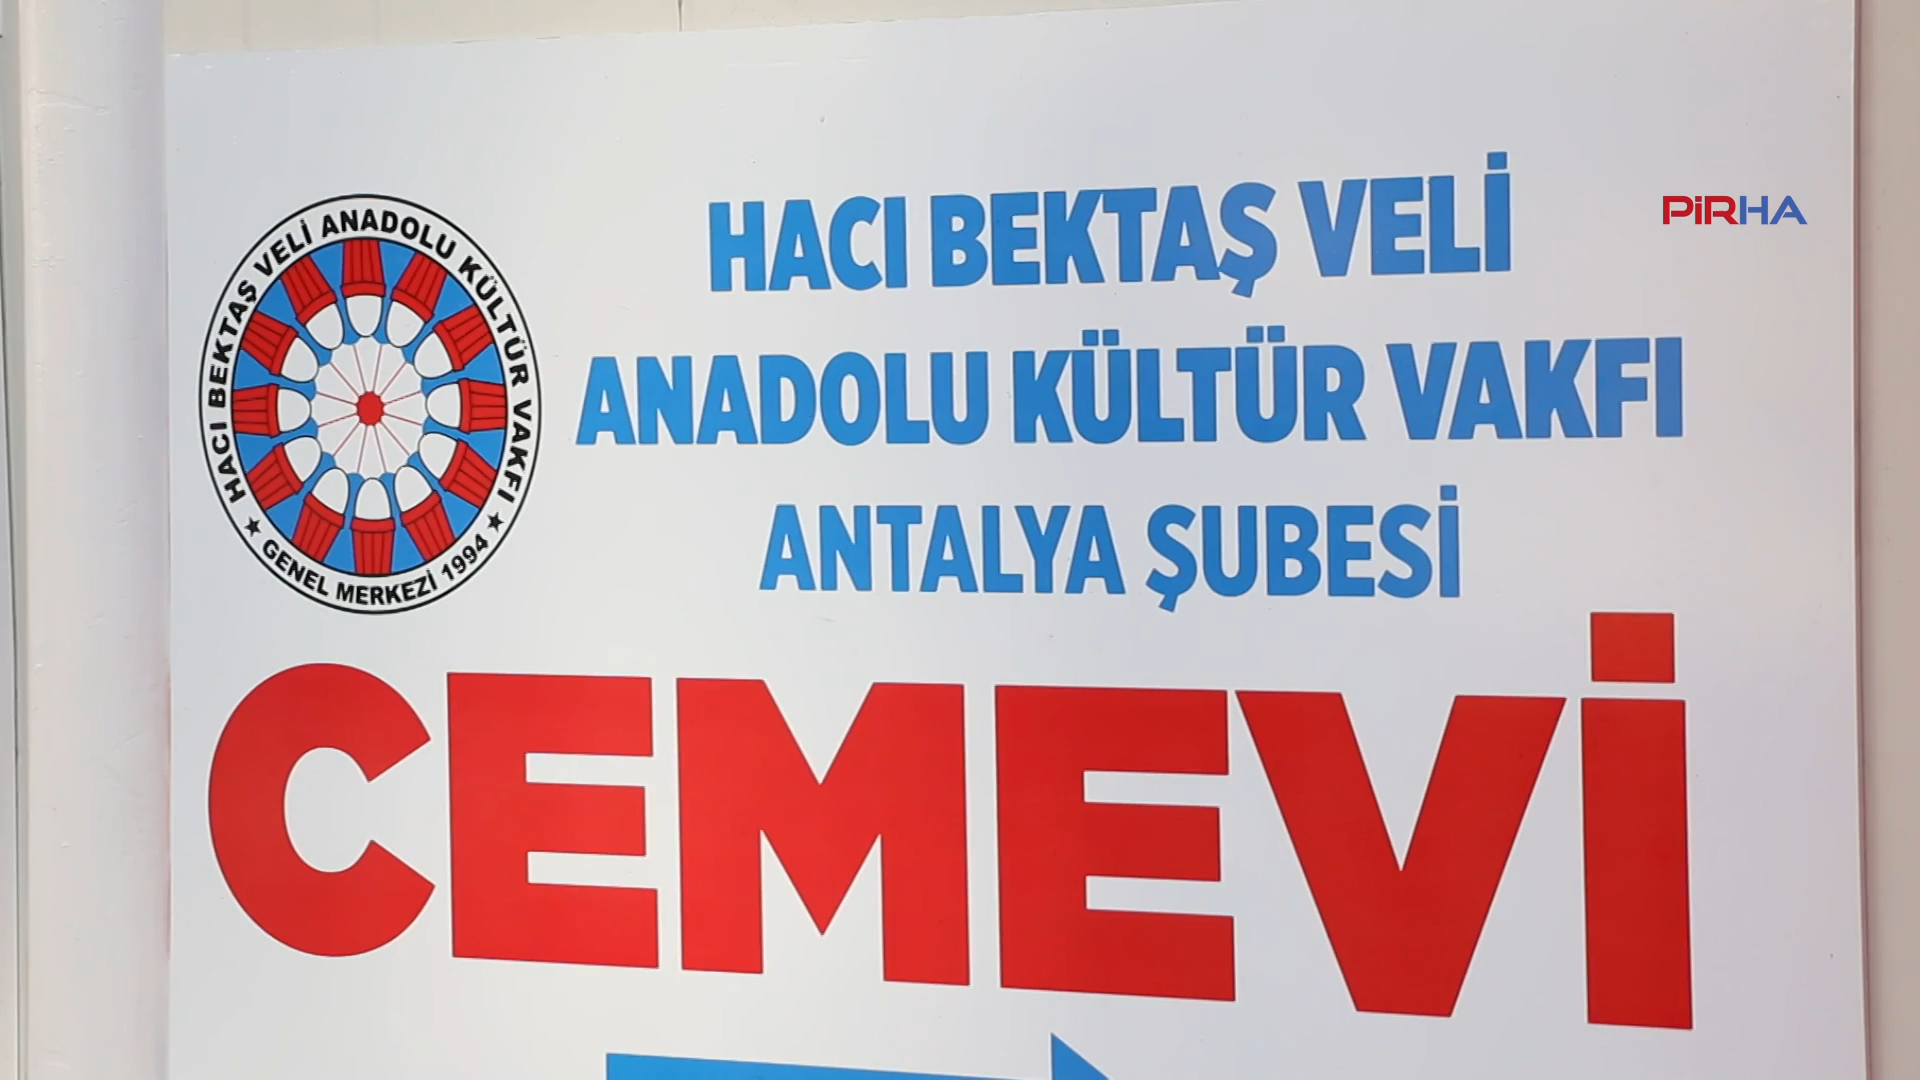 HACI BEKTAŞ VELİ
PİRHA
ANADOLU KÜLTÜR VAKFI
ANTALYA ŞUBESİ
CEMEVİ
HACI BEKTAŞ VELİ ANADOLU KÜLTÜR VAKFI
★ GENEL MERKEZİ 1994 ★